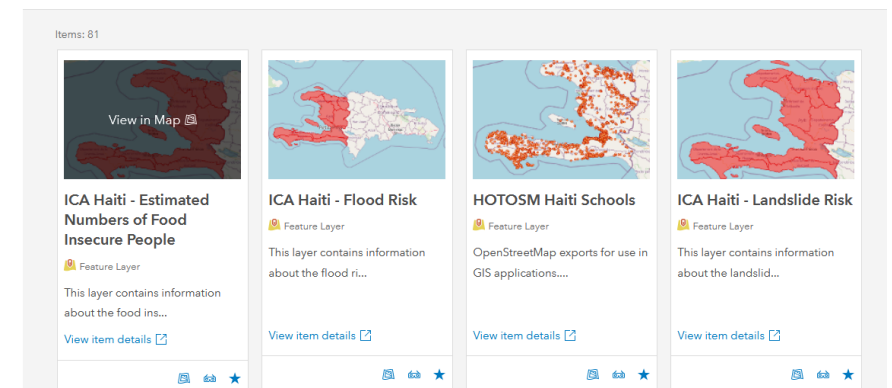 Items: 81
View in Map
ICA Haiti - Estimated
Numbers of Food
Insecure People
Feature Layer
This layer contains information
about the food ins...
View item details
ICA Haiti - Flood Risk
Feature Layer
This layer contains information
about the flood ri...
View item details
HOTOSM Haiti Schools
Feature Layer
OpenStreetMap exports for use in
GIS applications....
View item details
ICA Haiti - Landslide Risk
Feature Layer
This layer contains information
about the landslid...
View item details